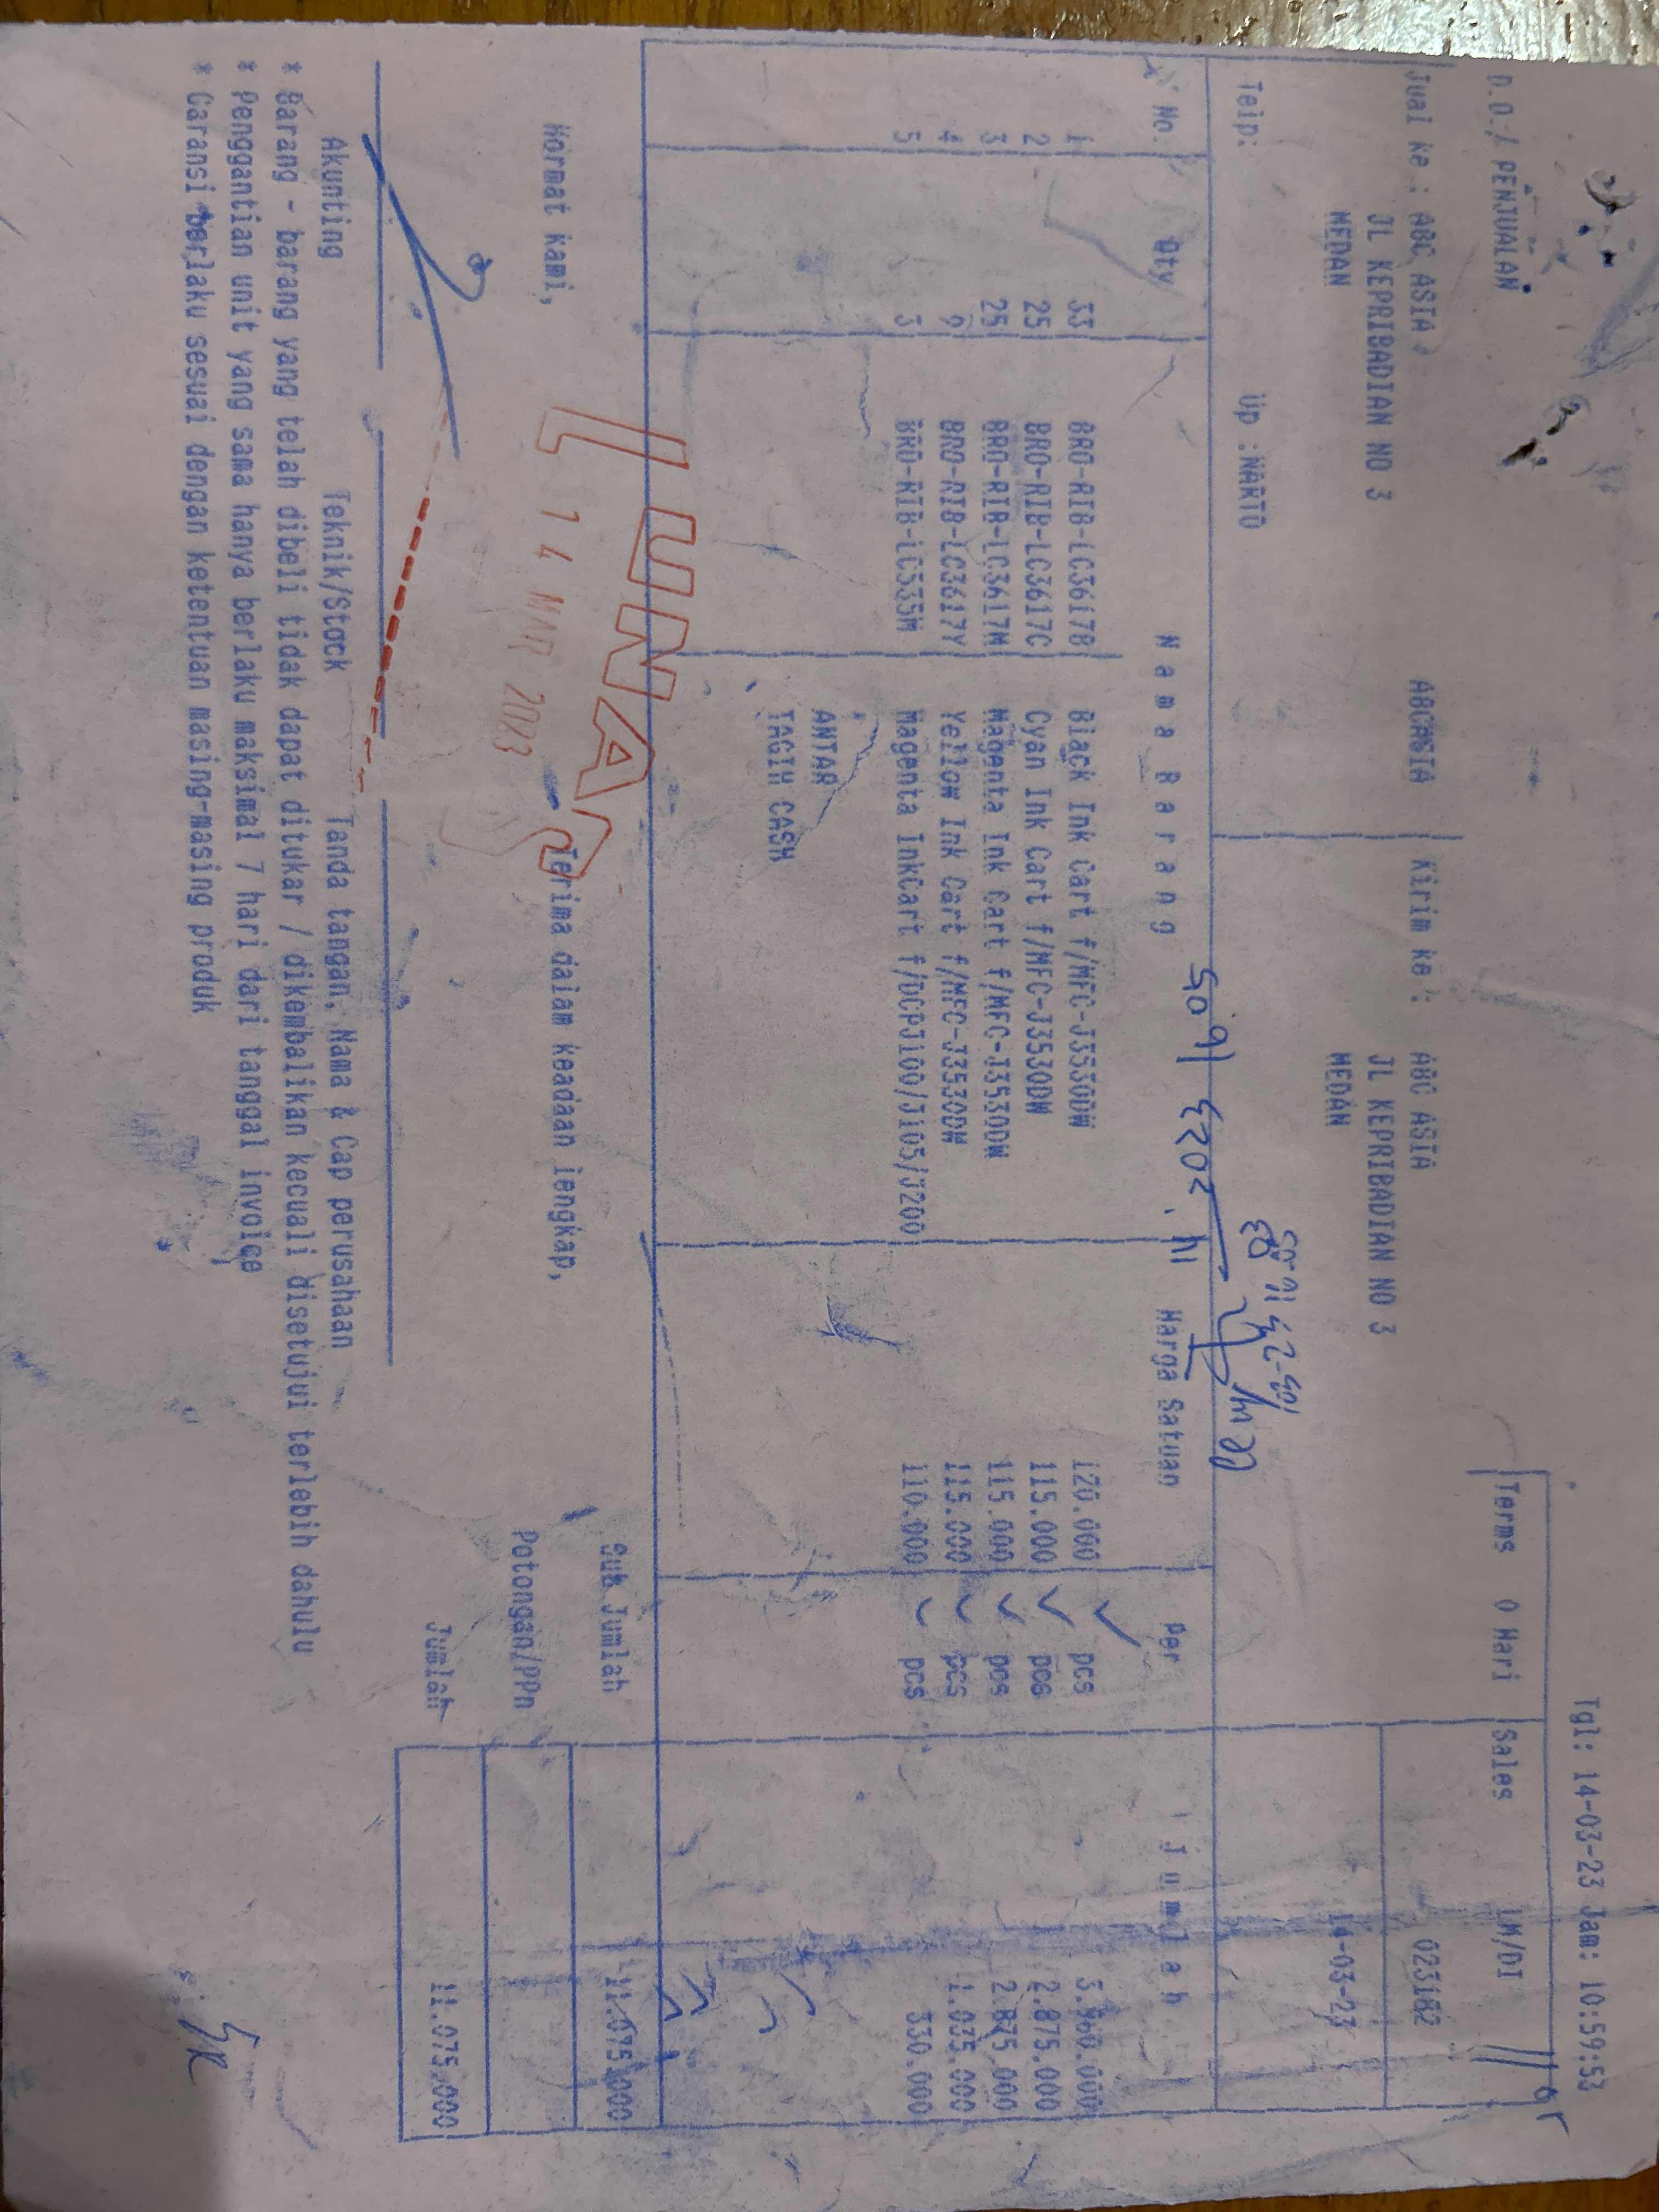 Tgl: 14-03-23 Jam: 10:59:53
D.O./ PENJUALAN
Terms 0 Hari Sales LM/DI
Jual ke : ABC ASIA ABCASIA Kirim ke : ABC ASIA 023182
JL KEPRIBADIAN NO 3 JL KEPRIBADIAN NO 3
MEDAN MEDAN 14-03-23
Telp: Up :NARTO
No. Qty Nama Barang Harga Satuan Per Jumlah
1 33 BRO-RIB-LC3617B Black Ink Cart f/MFC-J3530DW 120.000 pcs 3.960.000
2 25 BRO-RIB-LC3617C Cyan Ink Cart f/MFC-J3530DW 115.000 pcs 2.875.000
3 25 BRO-RIB-LC3617M Magenta Ink Cart f/MFC-J3530DW 115.000 pcs 2.875.000
4 9 BRO-RIB-LC3617Y Yellow Ink Cart f/MFC-J3530DW 115.000 pcs 1.035.000
5 3 BRO-RIB-LC535M Magenta InkCart f/DCPJ100/J105/J200 110.000 pcs 330.000
ANTAR
TAGIH CASH
LUNAS
14 MAR 2023
Sub Jumlah 11.075.000
Hormat kami, Terima dalam keadaan lengkap,
Potongan/PPn
Jumlah 11.075.000
Akunting Teknik/Stock Tanda tangan, Nama & Cap perusahaan
* Barang - barang yang telah dibeli tidak dapat ditukar / dikembalikan kecuali disetujui terlebih dahulu
* Penggantian unit yang sama hanya berlaku maksimal 7 hari dari tanggal invoice
* Garansi berlaku sesuai dengan ketentuan masing-masing produk